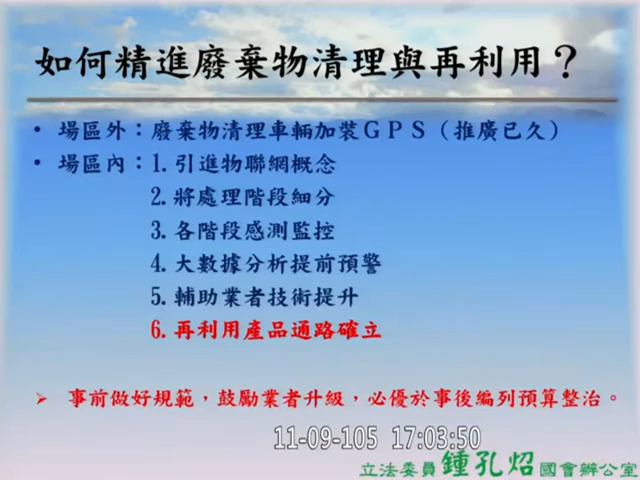 如何精進廢棄物清理與再利用？
• 場區外：廢棄物清理車輛加裝ＧＰＳ（推廣已久）
• 場區內：1. 引進物聯網概念
2. 將處理階段細分
3. 各階段感測監控
4. 大數據分析提前預警
5. 輔助業者技術提升
6. 再利用產品通路確立
➢ 事前做好規範，鼓勵業者升級，必優於事後編列預算整治。
11-09-105 17:03:50
立法委員鍾孔炤國會辦公室